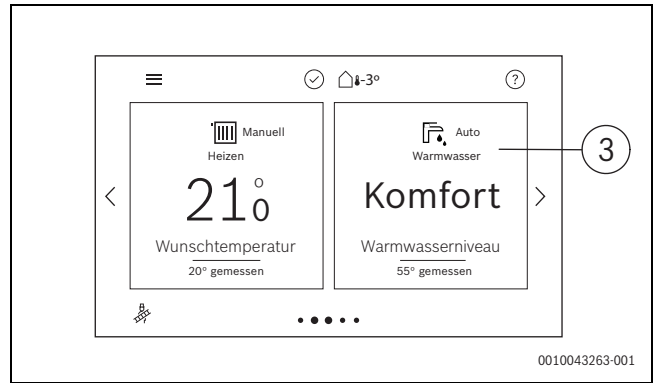 -3°
?
Manuell
Heizen
21°0
Wunschtemperatur
20° gemessen
Auto
Warmwasser
Komfort
Warmwasserniveau
55° gemessen
3
0010043263-001